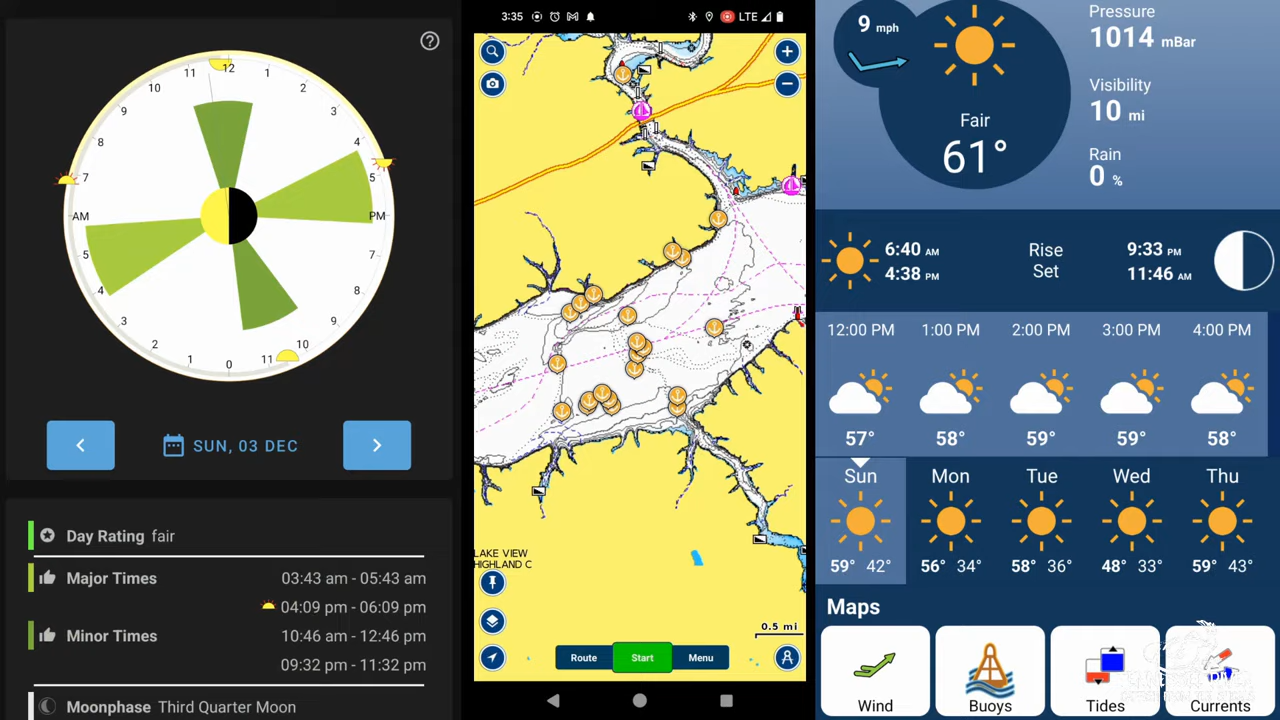 12
11
1
10
2
9
3
8
4
7
5
AM
PM
5
7
4
8
3
9
2
10
1
11
0
SUN, 03 DEC
Day Rating fair
Major Times 03:43 am - 05:43 am
04:09 pm - 06:09 pm
Minor Times 10:46 am - 12:46 pm
09:32 pm - 11:32 pm
Moonphase Third Quarter Moon
3:35
LTE
LAKE VIEW
HIGHLAND C
0.5 mi
Route Start Menu
9 mph
Fair
61°
Pressure
1014 mBar
Visibility
10 mi
Rain
0 %
6:40 AM Rise 9:33 PM
4:38 PM Set 11:46 AM
12:00 PM 1:00 PM 2:00 PM 3:00 PM 4:00 PM
57° 58° 59° 59° 58°
Sun Mon Tue Wed Thu
59° 42° 56° 34° 58° 36° 48° 33° 59° 43°
Maps
Wind Buoys Tides Currents